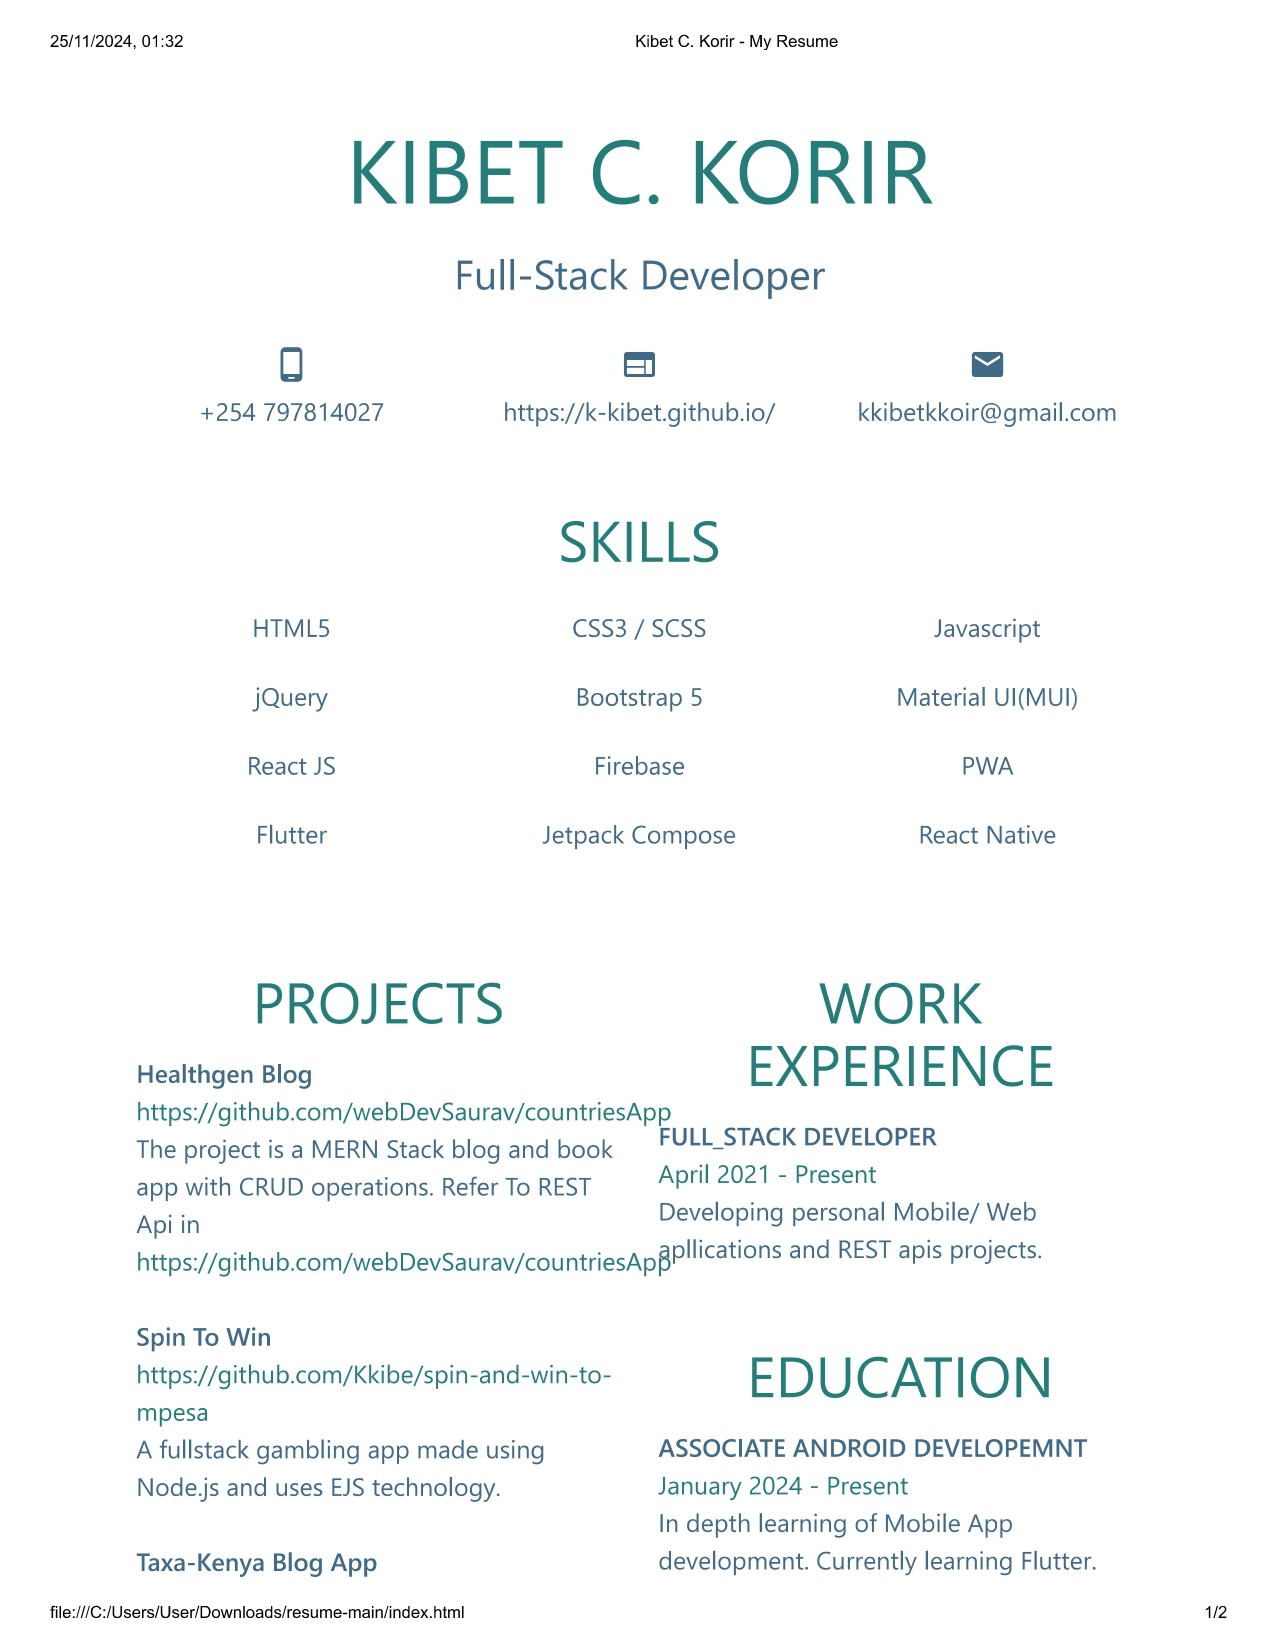 25/11/2024, 01:32 Kibet C. Korir - My Resume
KIBET C. KORIR
Full-Stack Developer
+254 797814027 https://k-kibet.github.io/ kkibetkkoir@gmail.com
SKILLS
HTML5 CSS3 / SCSS Javascript
jQuery Bootstrap 5 Material UI(MUI)
React JS Firebase PWA
Flutter Jetpack Compose React Native
PROJECTS
Healthgen Blog
https://github.com/webDevSaurav/countriesApp
The project is a MERN Stack blog and book
app with CRUD operations. Refer To REST
Api in
https://github.com/webDevSaurav/countriesApp
Spin To Win
https://github.com/Kkibe/spin-and-win-to-
mpesa
A fullstack gambling app made using
Node.js and uses EJS technology.
Taxa-Kenya Blog App
WORK
EXPERIENCE
FULL_STACK DEVELOPER
April 2021 - Present
Developing personal Mobile/ Web
apllications and REST apis projects.
EDUCATION
ASSOCIATE ANDROID DEVELOPEMNT
January 2024 - Present
In depth learning of Mobile App
development. Currently learning Flutter.
file:///C:/Users/User/Downloads/resume-main/index.html 1/2